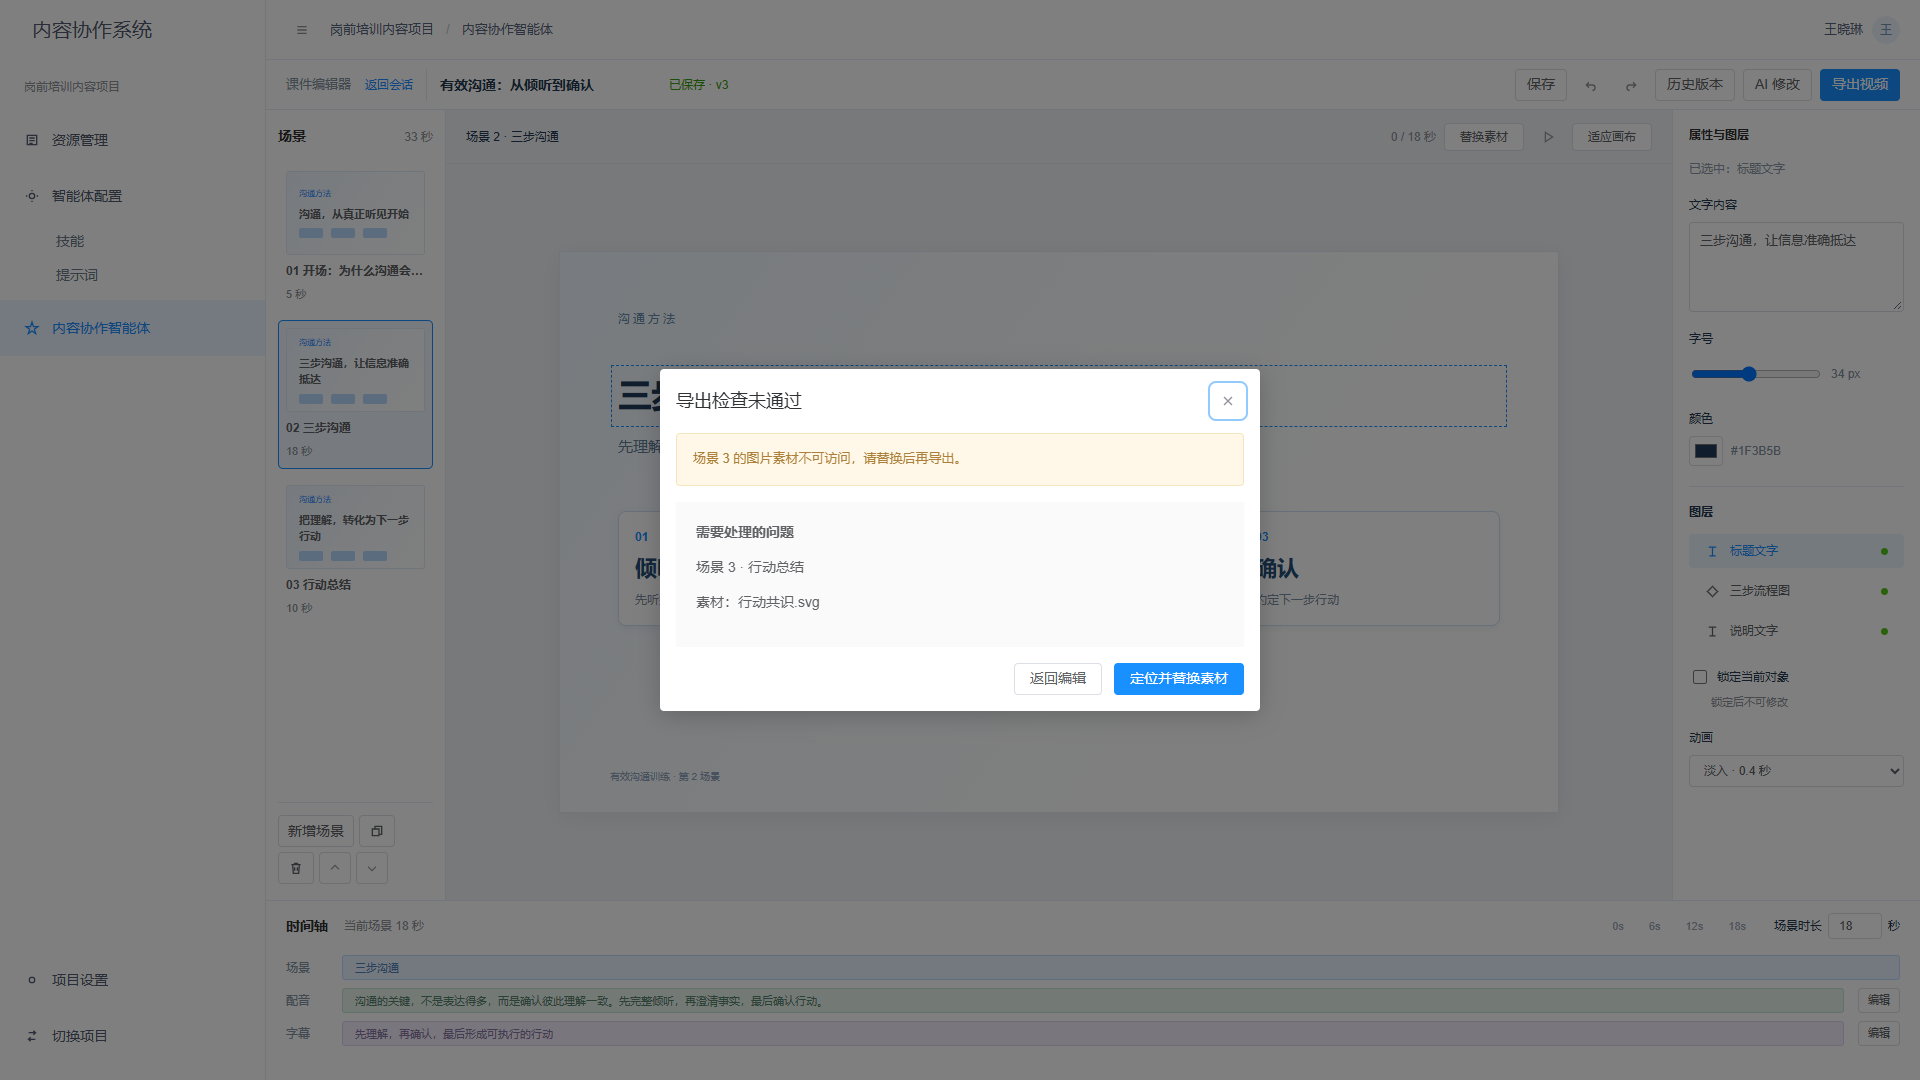 内容协作系统
岗前培训内容项目 / 内容协作智能体
王晓琳 王
岗前培训内容项目
资源管理
智能体配置
技能
提示词
内容协作智能体
项目设置
切换项目
课件编辑器 返回会话 有效沟通：从倾听到确认 已保存 · v3
保存 历史版本 AI 修改 导出视频
场景 33 秒
沟通方法
沟通，从真正听见开始
01 开场：为什么沟通会...
5 秒
沟通方法
三步沟通，让信息准确
抵达
02 三步沟通
18 秒
沟通方法
把理解，转化为下一步
行动
03 行动总结
10 秒
新增场景
场景 2 · 三步沟通 0 / 18 秒 替换素材 适应画布
沟通方法
三步
先理解
01
先听
03
确认
定下一步行动
有效沟通训练 · 第 2 场景
导出检查未通过
场景 3 的图片素材不可访问，请替换后再导出。
需要处理的问题
场景 3 · 行动总结
素材：行动共识.svg
返回编辑 定位并替换素材
属性与图层
已选中：标题文字
文字内容
三步沟通，让信息准确抵达
字号
34 px
颜色
#1F3B5B
图层
标题文字
三步流程图
说明文字
锁定当前对象
锁定后不可修改
动画
淡入 · 0.4 秒
时间轴 当前场景 18 秒 0s 6s 12s 18s 场景时长 18 秒
场景 三步沟通
配音 沟通的关键，不是表达得多，而是确认彼此理解一致。先完整倾听，再澄清事实，最后确认行动。 编辑
字幕 先理解，再确认，最后形成可执行的行动 编辑